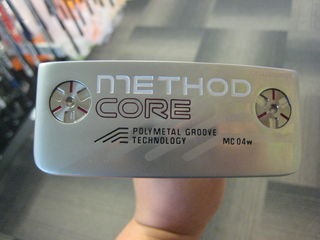 METHOD
CORE
POLYMETAL GROOVE
TECHNOLOGY MC04w